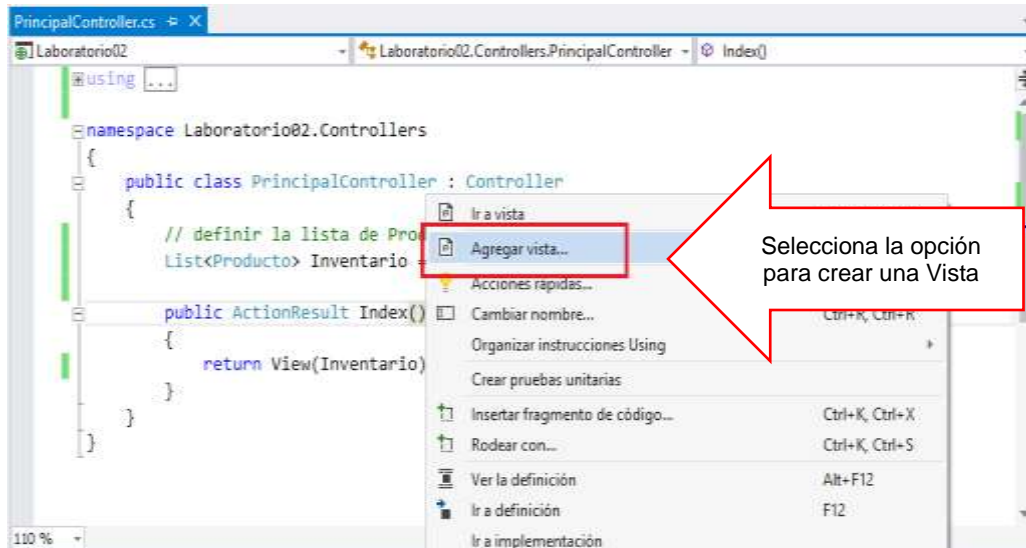 PrincipalController.cs
Laboratorio02 Laboratorio02.Controllers.PrincipalController Index()
using ...
namespace Laboratorio02.Controllers
{
public class PrincipalController : Controller
{
// definir la lista de Pro
List<Producto> Inventario =
public ActionResult Index()
{
return View(Inventario)
}
}
}
Ir a vista
Agregar vista...
Acciones rápidas...
Cambiar nombre... Ctrl+R, Ctrl+R
Organizar instrucciones Using
Crear pruebas unitarias
Insertar fragmento de código... Ctrl+K, Ctrl+X
Rodear con... Ctrl+K, Ctrl+S
Ver la definición Alt+F12
Ir a definición F12
Ir a implementación
Selecciona la opción
para crear una Vista
110 %